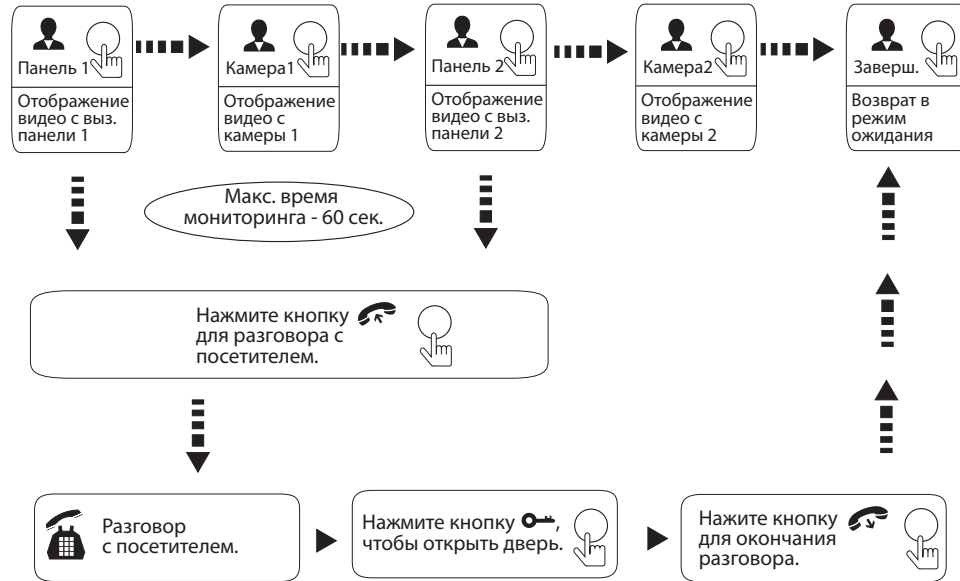 Панель 1
Отображение
видео с выз.
панели 1
Камера1
Отображение
видео с
камеры 1
Панель 2
Отображение
видео с выз.
панели 2
Камера2
Отображение
видео с
камеры 2
Заверш.
Возврат в
режим
ожидания
Макс. время
мониторинга - 60 сек.
Нажмите кнопку
для разговора с
посетителем.
Разговор
с посетителем.
Нажмите кнопку ,
чтобы открыть дверь.
Нажите кнопку
для окончания
разговора.